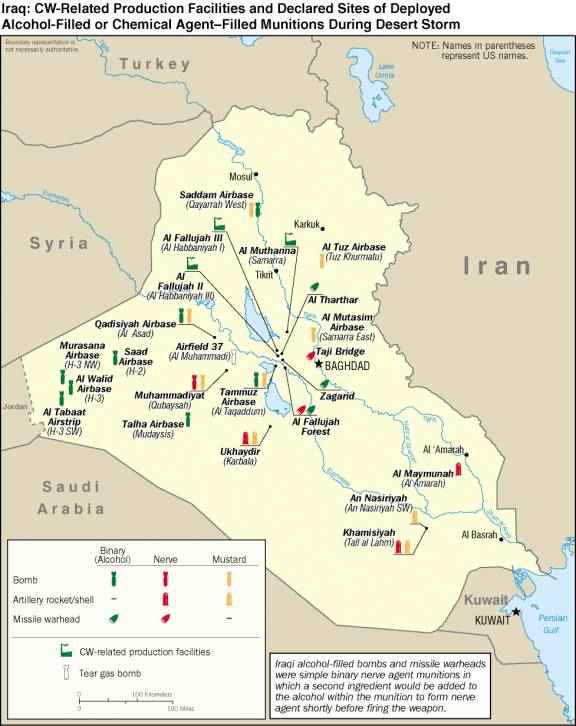 Iraq: CW-Related Production Facilities and Declared Sites of Deployed
Alcohol-Filled or Chemical Agent–Filled Munitions During Desert Storm
Boundary representation is
not necessarily authoritative.
NOTE: Names in parentheses
represent US names.
Turkey
Lake
Urmia
Caspian
Sea
Mosul
Saddam Airbase
(Qayyarah West)
Karkuk
Al Fallujah III
(Al Habbaniyah I)
Al Muthanna
(Samarra)
Al Tuz Airbase
(Tuz Khurmatu)
Syria
Iran
Tikrit
Al
Fallujah II
(Al Habbaniyah III)
Al Tharthar
Al Mutasim
Airbase
(Samarra East)
Qadisiyah Airbase
(Al Asad)
Murasana
Airbase
(H-3 NW)
Saad
Airbase
(H-2)
Airfield 37
(Al Muhammadi)
Taji Bridge
BAGHDAD
Al Walid
Airbase
(H-3)
Muhammadiyat
(Qubaysah)
Tammuz
Airbase
(Al Taqaddum)
Zagarid
Jordan
Al Tabaat
Airstrip
(H-3 SW)
Talha Airbase
(Mudaysis)
Al Fallujah
Forest
Tigris
Ukhaydir
(Karbala)
Al 'Amarah
Al Maymunah
(Al Amarah)
Saudi
Arabia
Euphrates
An Nasiriyah
(An Nasiriyah SW)
Khamisiyah
(Tall al Lahm)
Al Basrah
Binary
(Alcohol)
Nerve
Mustard
Bomb
Artillery rocket/shell
–
Missile warhead
–
CW-related production facilities
Tear gas bomb
0 100 Kilometers
0 100 Miles
Kuwait
KUWAIT
Persian
Gulf
Iraqi alcohol-filled bombs and missile warheads
were simple binary nerve agent munitions in
which a second ingredient would be added to
the alcohol within the munition to form nerve
agent shortly before firing the weapon.